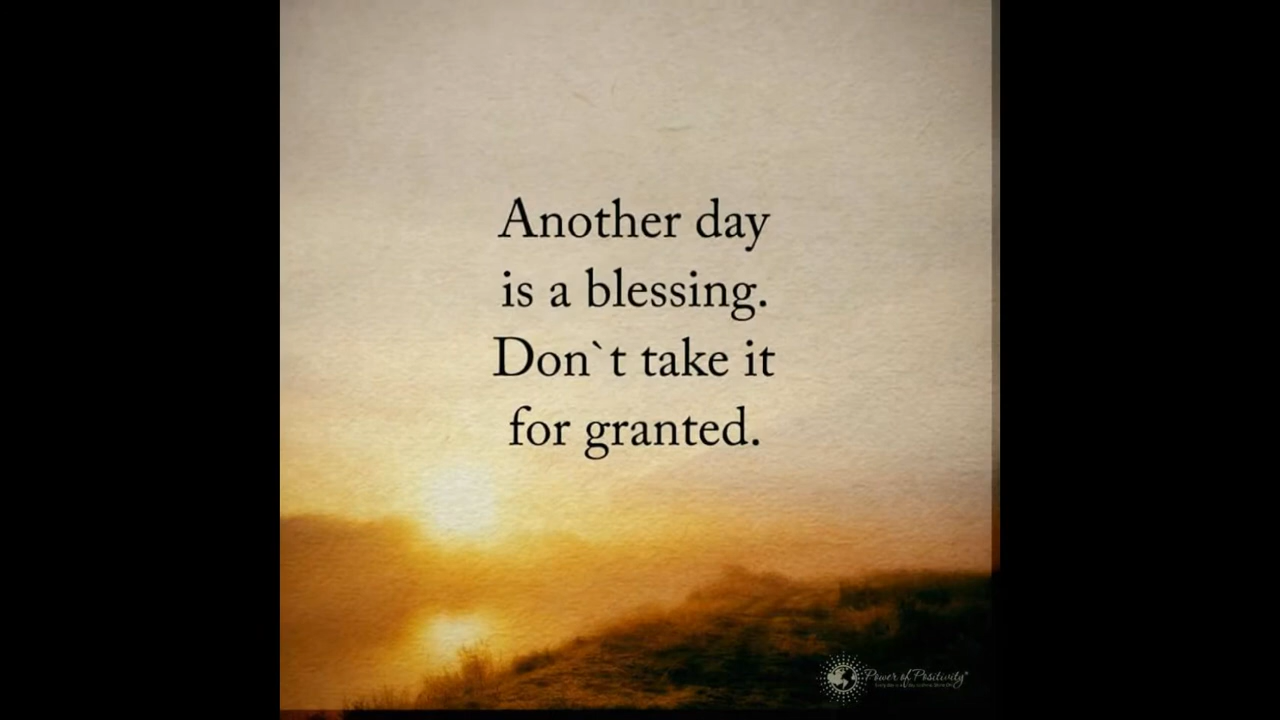 Another day
is a blessing.
Don`t take it
for granted.
Power of Positivity